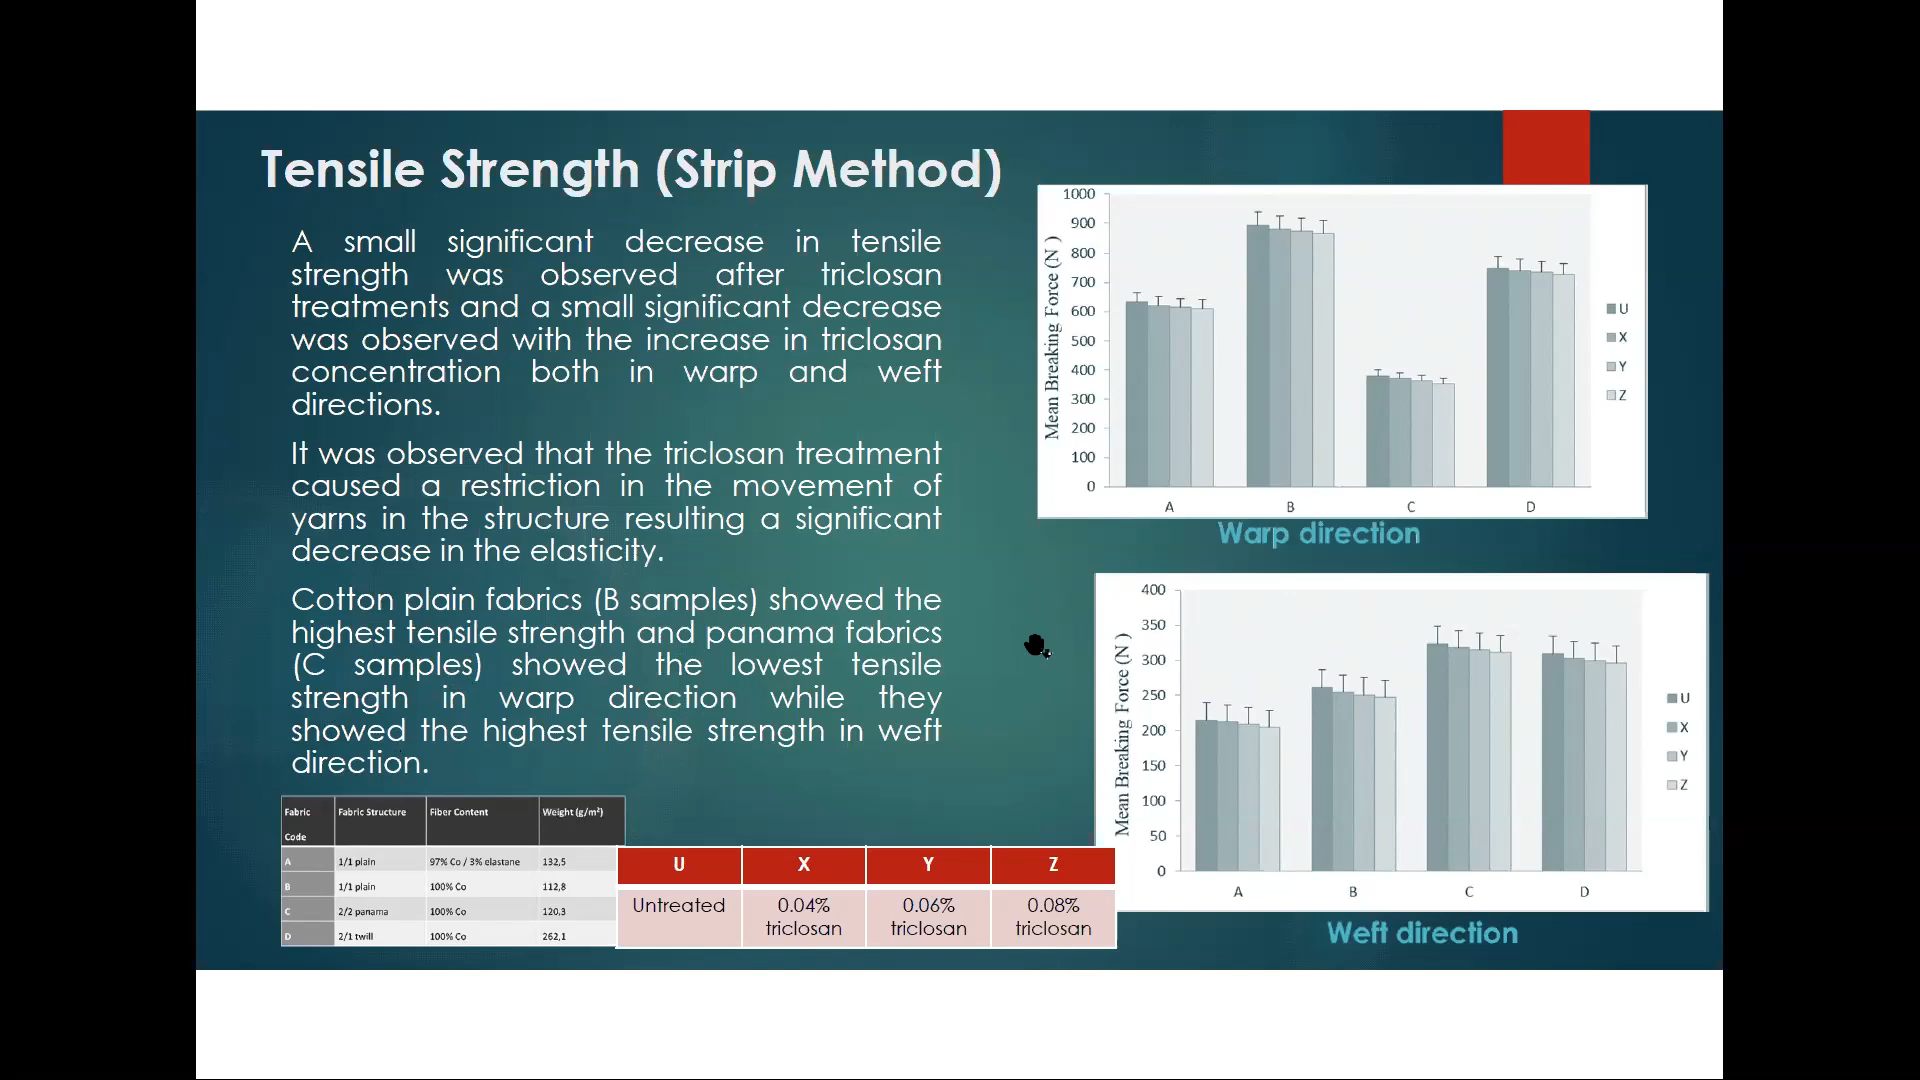 Tensile Strength (Strip Method)
A small significant decrease in tensile
strength was observed after triclosan
treatments and a small significant decrease
was observed with the increase in triclosan
concentration both in warp and weft
directions.
It was observed that the triclosan treatment
caused a restriction in the movement of
yarns in the structure resulting a significant
decrease in the elasticity.
Cotton plain fabrics (B samples) showed the
highest tensile strength and panama fabrics
(C samples) showed the lowest tensile
strength in warp direction while they
showed the highest tensile strength in weft
direction.
Fabric Code Fabric Structure Fiber Content Weight (g/m²)
A 1/1 plain 97% Co / 3% elastane 132,5
B 1/1 plain 100% Co 112,8
C 2/2 panama 100% Co 120,3
D 2/1 twill 100% Co 262,1
U X Y Z
Untreated 0.04% triclosan 0.06% triclosan 0.08% triclosan
Mean Breaking Force (N )
1000
900
800
700
600
500
400
300
200
100
0
A B C D
U
X
Y
Z
Warp direction
Mean Breaking Force (N )
400
350
300
250
200
150
100
50
0
A B C D
U
X
Y
Z
Weft direction